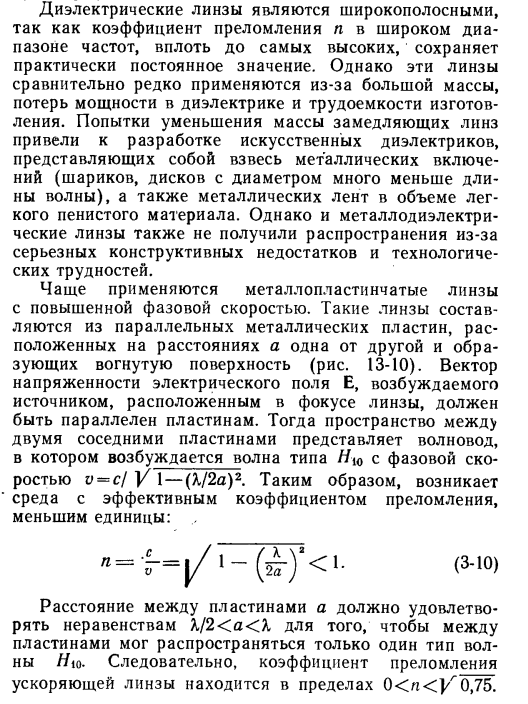 Диэлектрические линзы являются широкополосными,
так как коэффициент преломления n в широком диа-
пазоне частот, вплоть до самых высоких, сохраняет
практически постоянное значение. Однако эти линзы
сравнительно редко применяются из-за большой массы,
потерь мощности в диэлектрике и трудоемкости изготов-
ления. Попытки уменьшения массы замедляющих линз
привели к разработке искусственных диэлектриков,
представляющих собой взвесь металлических включе-
ний (шариков, дисков с диаметром много меньше дли-
ны волны), а также металлических лент в объеме лег-
кого пенистого материала. Однако и металлодиэлектри-
ческие линзы также не получили распространения из-за
серьезных конструктивных недостатков и технологиче-
ских трудностей.
Чаще применяются металлопластинчатые линзы
с повышенной фазовой скоростью. Такие линзы состав-
ляются из параллельных металлических пластин, рас-
положенных на расстояниях a одна от другой и обра-
зующих вогнутую поверхность (рис. 13-10). Вектор
напряженности электрического поля E, возбуждаемого
источником, расположенным в фокусе линзы, должен
быть параллелен пластинам. Тогда пространство между
двумя соседними пластинами представляет волновод,
в котором возбуждается волна типа H₁₀ с фазовой ско-
ростью v=c/√1—(λ/2a)². Таким образом, возникает
среда с эффективным коэффициентом преломления,
меньшим единицы:
n = c/v = √1 − (λ/2a)² < 1. (3-10)
Расстояние между пластинами a должно удовлетво-
рять неравенствам λ/2<a<λ для того, чтобы между
пластинами мог распространяться только один тип вол-
ны H₁₀. Следовательно, коэффициент преломления
ускоряющей линзы находится в пределах 0<n<√0,75.